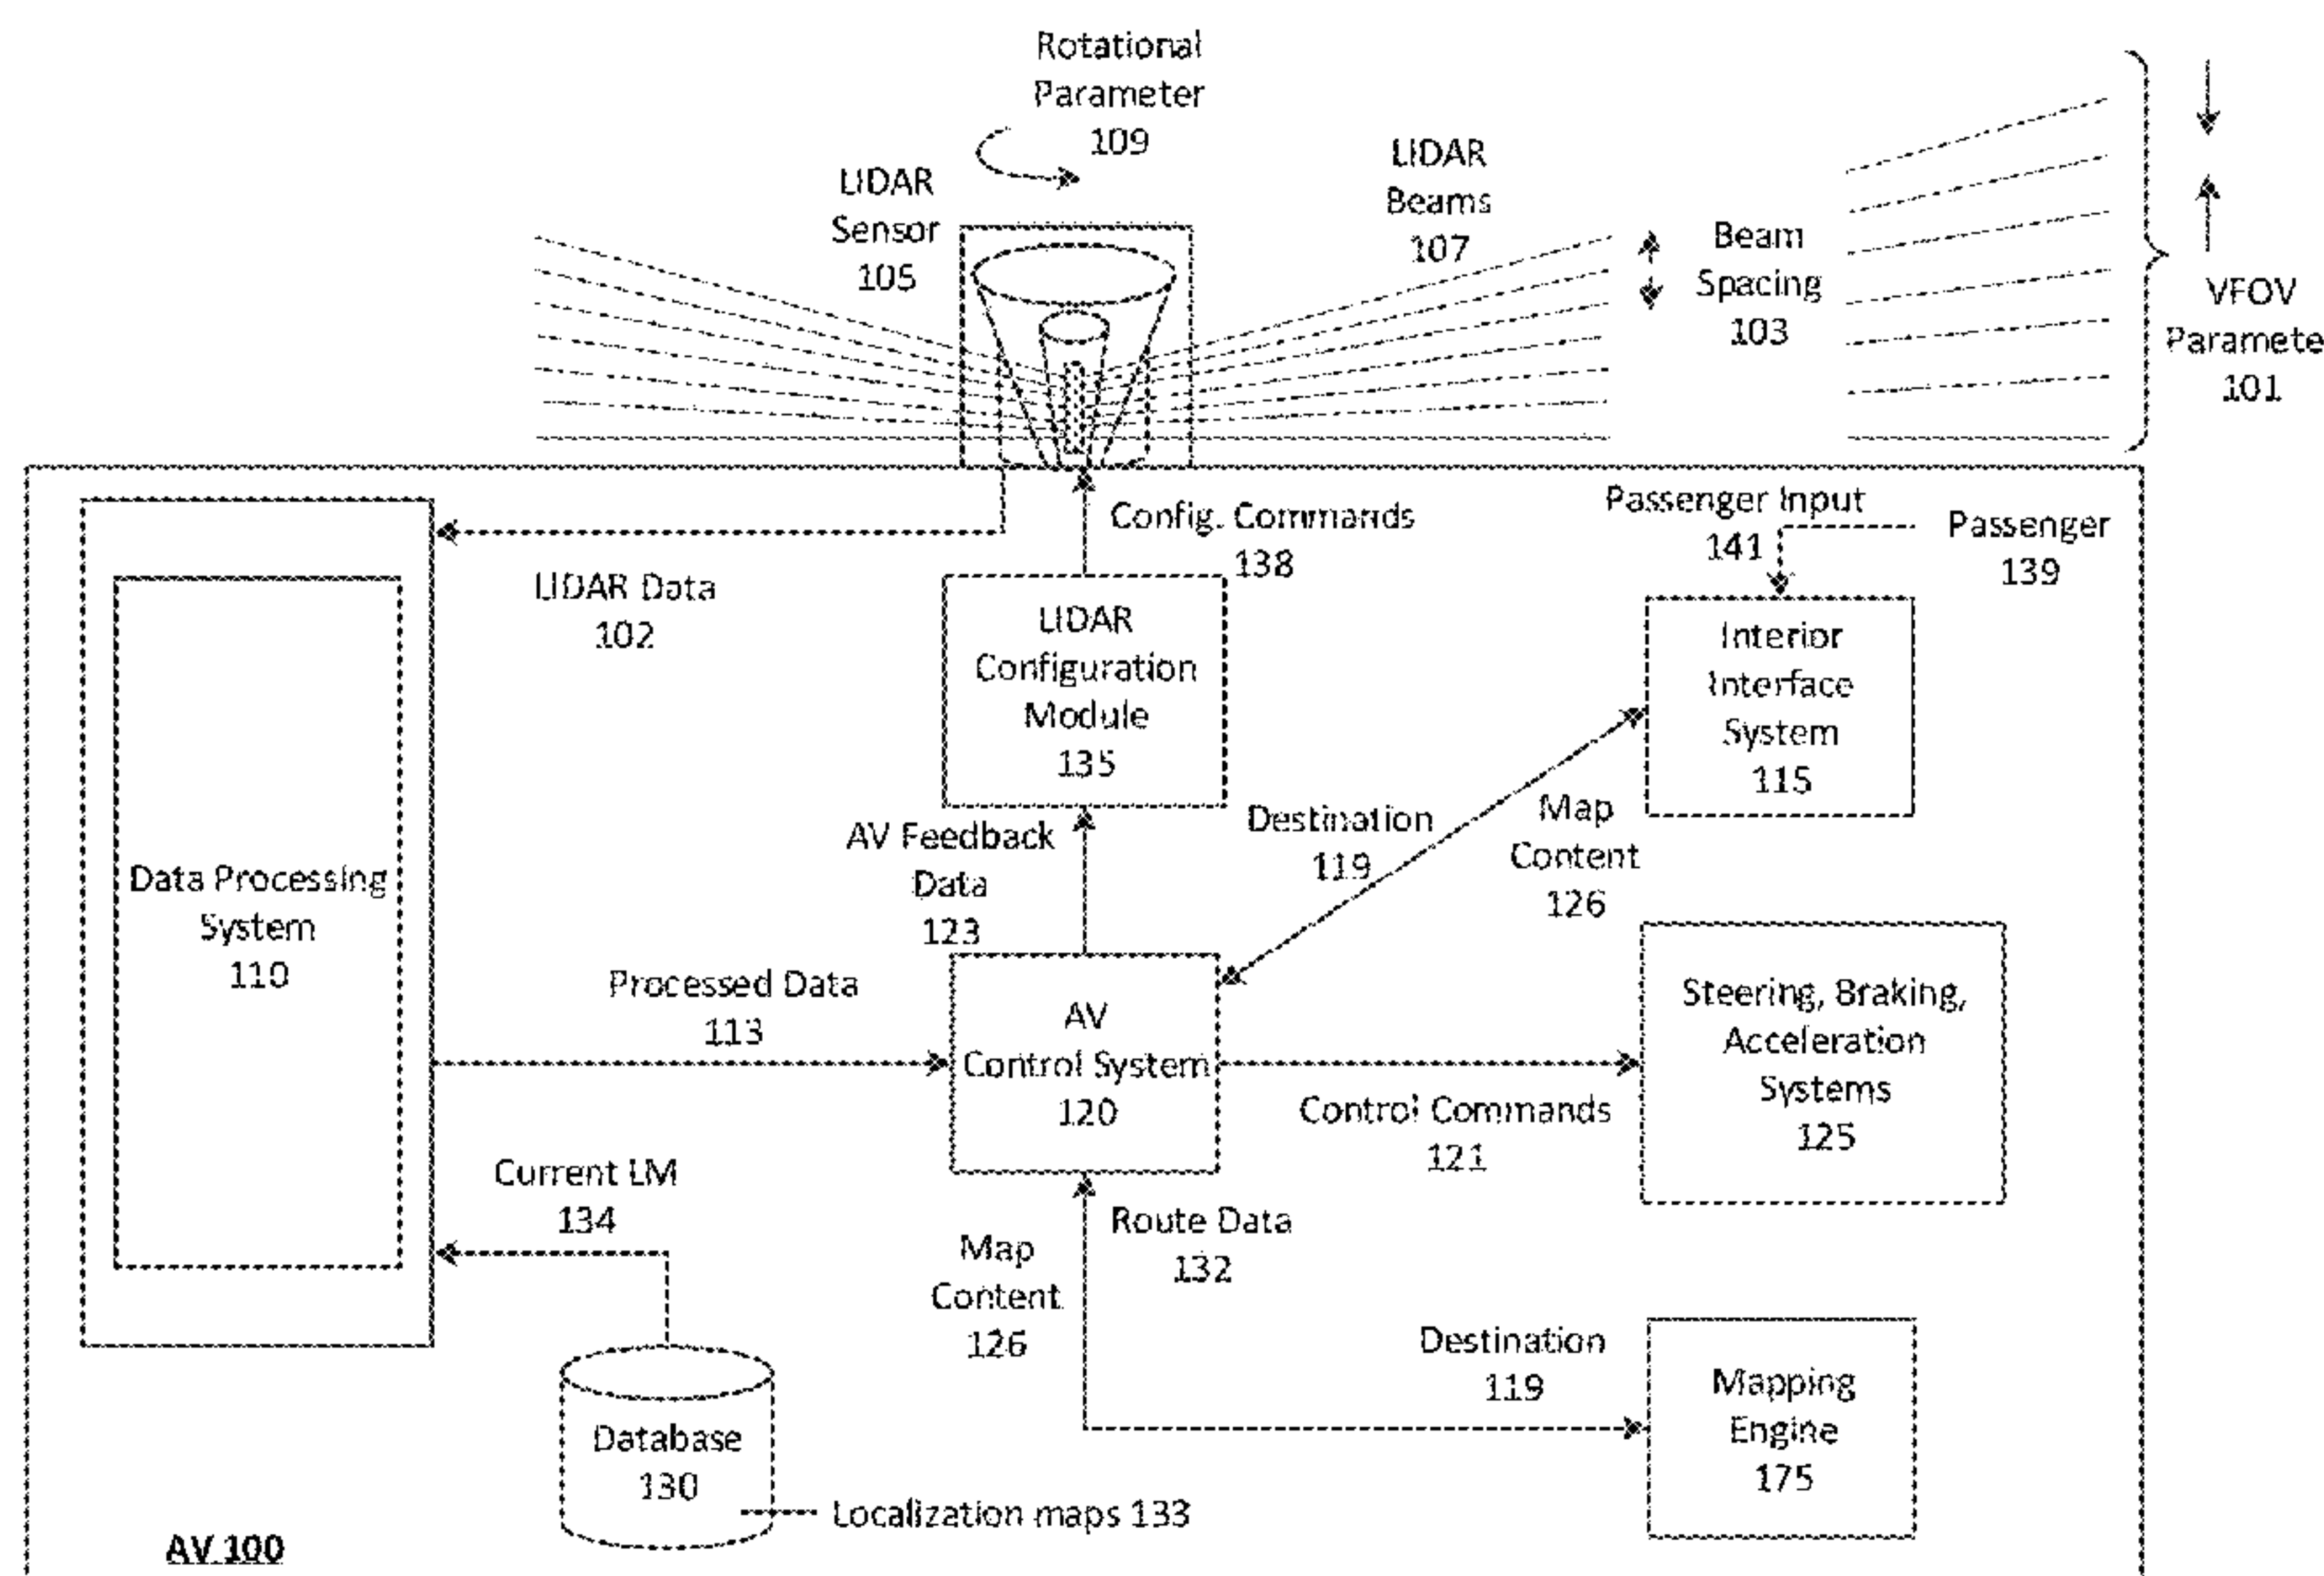 Rotational
Parameter
109
LIDAR
Sensor
105
LIDAR
Beams
107
Beam
Spacing
103
VFOV
Paramete
101
Config. Commands
138
Passenger Input
141
Passenger
139
LIDAR Data
102
LIDAR
Configuration
Module
135
Interior
Interface
System
115
AV Feedback
Data
123
Destination
119
Map
Content
126
Data Processing
System
110
Processed Data
113
AV
Control System
120
Steering, Braking,
Acceleration
Systems
125
Control Commands
121
Current LM
134
Map
Content
126
Route Data
132
Destination
119
Mapping
Engine
175
Database
130
Localization maps 133
AV 100